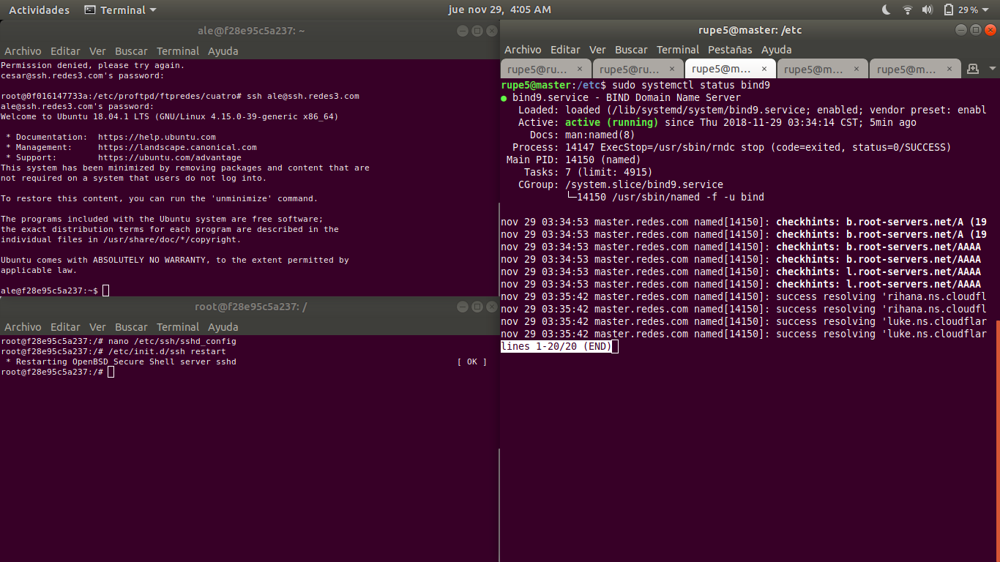 Actividades Terminal jue nov 29, 4:05 AM 29 %
ale@f28e95c5a237: ~
Archivo Editar Ver Buscar Terminal Ayuda
Permission denied, please try again.
cesar@ssh.redes3.com's password:
root@0f016147733a:/etc/proftpd/ftpredes/cuatro# ssh ale@ssh.redes3.com
ale@ssh.redes3.com's password:
Welcome to Ubuntu 18.04.1 LTS (GNU/Linux 4.15.0-39-generic x86_64)
* Documentation: https://help.ubuntu.com
* Management: https://landscape.canonical.com
* Support: https://ubuntu.com/advantage
This system has been minimized by removing packages and content that are
not required on a system that users do not log into.
To restore this content, you can run the 'unminimize' command.
The programs included with the Ubuntu system are free software;
the exact distribution terms for each program are described in the
individual files in /usr/share/doc/*/copyright.
Ubuntu comes with ABSOLUTELY NO WARRANTY, to the extent permitted by
applicable law.
ale@f28e95c5a237:~$
root@f28e95c5a237: /
Archivo Editar Ver Buscar Terminal Ayuda
root@f28e95c5a237:/# nano /etc/ssh/sshd_config
root@f28e95c5a237:/# /etc/init.d/ssh restart
* Restarting OpenBSD Secure Shell server sshd [ OK ]
root@f28e95c5a237:/#
rupe5@master: /etc
Archivo Editar Ver Buscar Terminal Pestañas Ayuda
rupe5@ru... × rupe5@ru... × rupe5@m... × rupe5@m... × rupe5@m... ×
rupe5@master:/etc$ sudo systemctl status bind9
● bind9.service - BIND Domain Name Server
Loaded: loaded (/lib/systemd/system/bind9.service; enabled; vendor preset: enabl
Active: active (running) since Thu 2018-11-29 03:34:14 CST; 5min ago
Docs: man:named(8)
Process: 14147 ExecStop=/usr/sbin/rndc stop (code=exited, status=0/SUCCESS)
Main PID: 14150 (named)
Tasks: 7 (limit: 4915)
CGroup: /system.slice/bind9.service
└─14150 /usr/sbin/named -f -u bind
nov 29 03:34:53 master.redes.com named[14150]: checkhints: b.root-servers.net/A (19
nov 29 03:34:53 master.redes.com named[14150]: checkhints: b.root-servers.net/A (19
nov 29 03:34:53 master.redes.com named[14150]: checkhints: b.root-servers.net/AAAA
nov 29 03:34:53 master.redes.com named[14150]: checkhints: b.root-servers.net/AAAA
nov 29 03:34:53 master.redes.com named[14150]: checkhints: l.root-servers.net/AAAA
nov 29 03:34:53 master.redes.com named[14150]: checkhints: l.root-servers.net/AAAA
nov 29 03:35:42 master.redes.com named[14150]: success resolving 'rihana.ns.cloudfl
nov 29 03:35:42 master.redes.com named[14150]: success resolving 'rihana.ns.cloudfl
nov 29 03:35:42 master.redes.com named[14150]: success resolving 'luke.ns.cloudflar
nov 29 03:35:42 master.redes.com named[14150]: success resolving 'luke.ns.cloudflar
lines 1-20/20 (END)